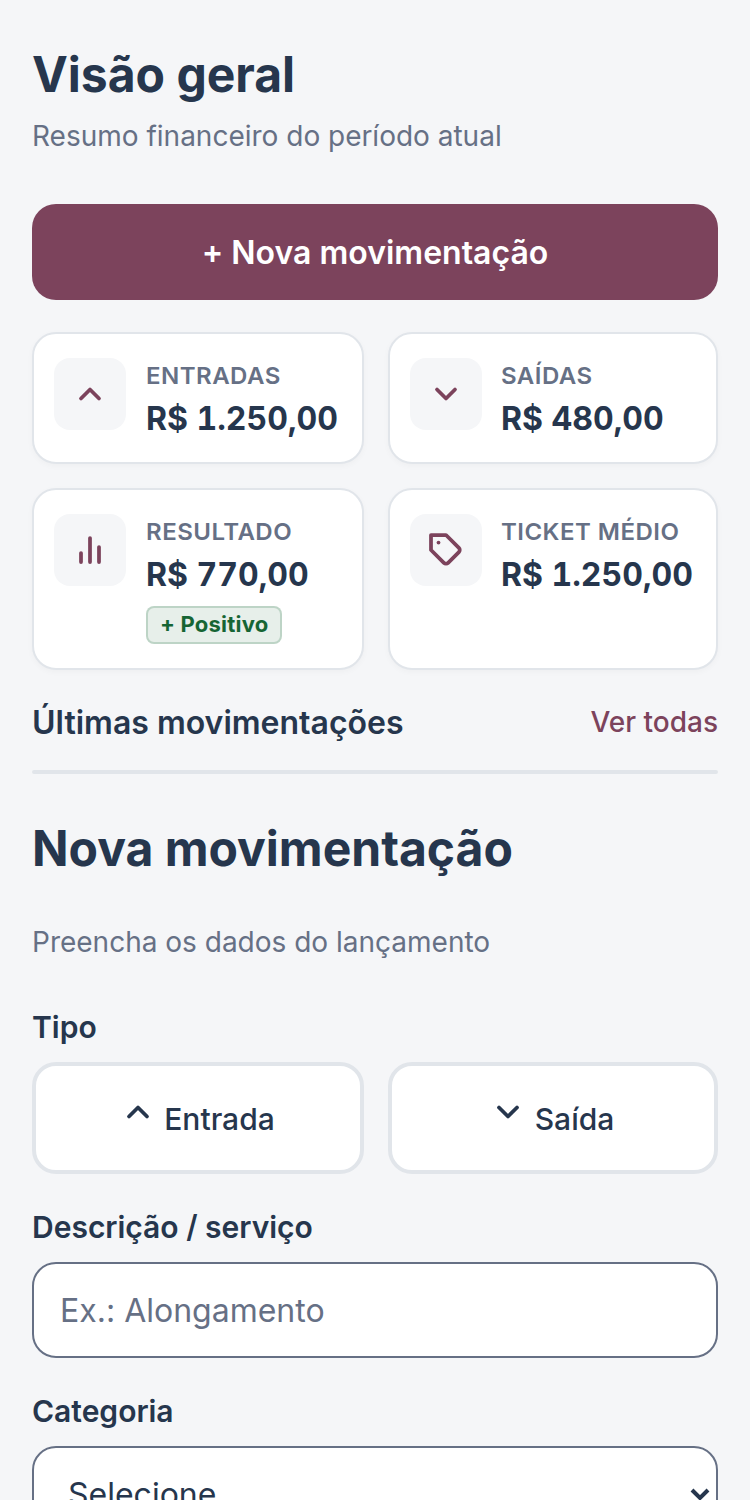 Visão geral
Resumo financeiro do período atual
+ Nova movimentação
ENTRADAS
R$ 1.250,00
SAÍDAS
R$ 480,00
RESULTADO
R$ 770,00
+ Positivo
TICKET MÉDIO
R$ 1.250,00
Últimas movimentações
Ver todas
Nova movimentação
Preencha os dados do lançamento
Tipo
Entrada
Saída
Descrição / serviço
Ex.: Alongamento
Categoria
Selecione